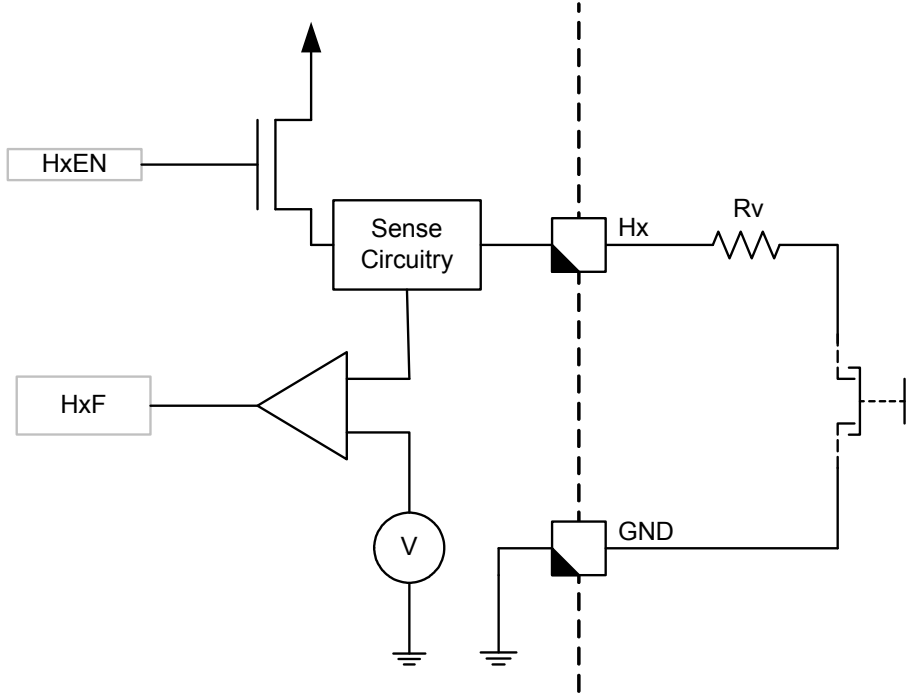 HxEN
Sense
Circuitry
Hx
Rv
HxF
V
GND